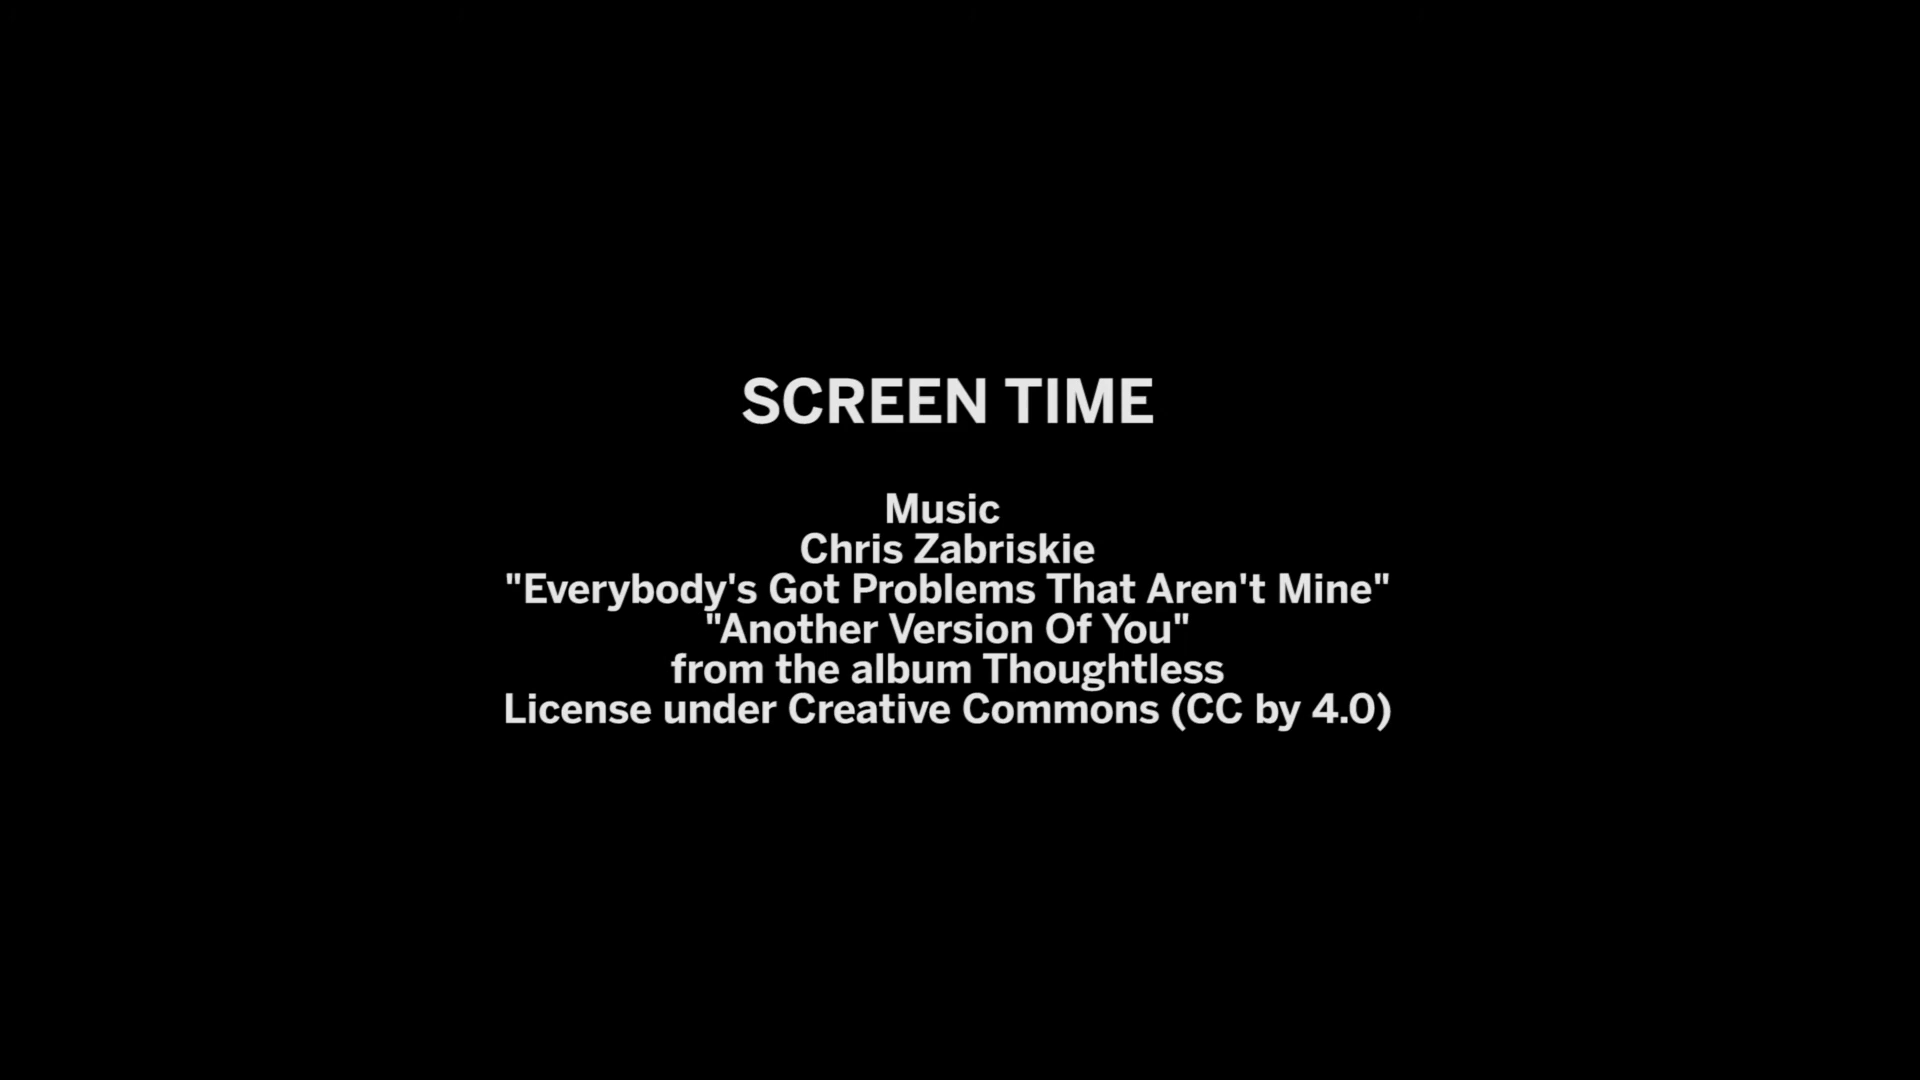 SCREEN TIME
Music
Chris Zabriskie
"Everybody's Got Problems That Aren't Mine"
"Another Version Of You"
from the album Thoughtless
License under Creative Commons (CC by 4.0)